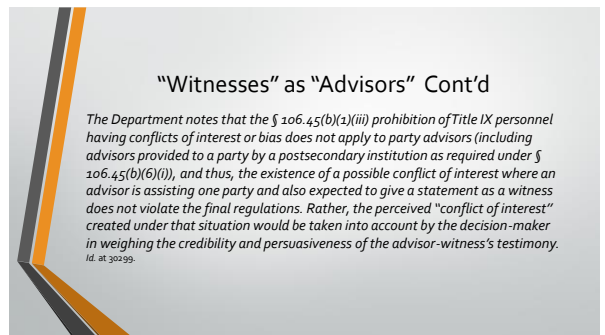 “Witnesses” as “Advisors” Cont’d
The Department notes that the § 106.45(b)(1)(iii) prohibition of Title IX personnel
having conflicts of interest or bias does not apply to party advisors (including
advisors provided to a party by a postsecondary institution as required under §
106.45(b)(6)(i)), and thus, the existence of a possible conflict of interest where an
advisor is assisting one party and also expected to give a statement as a witness
does not violate the final regulations. Rather, the perceived “conflict of interest”
created under that situation would be taken into account by the decision-maker
in weighing the credibility and persuasiveness of the advisor-witness’s testimony.
Id. at 30299.